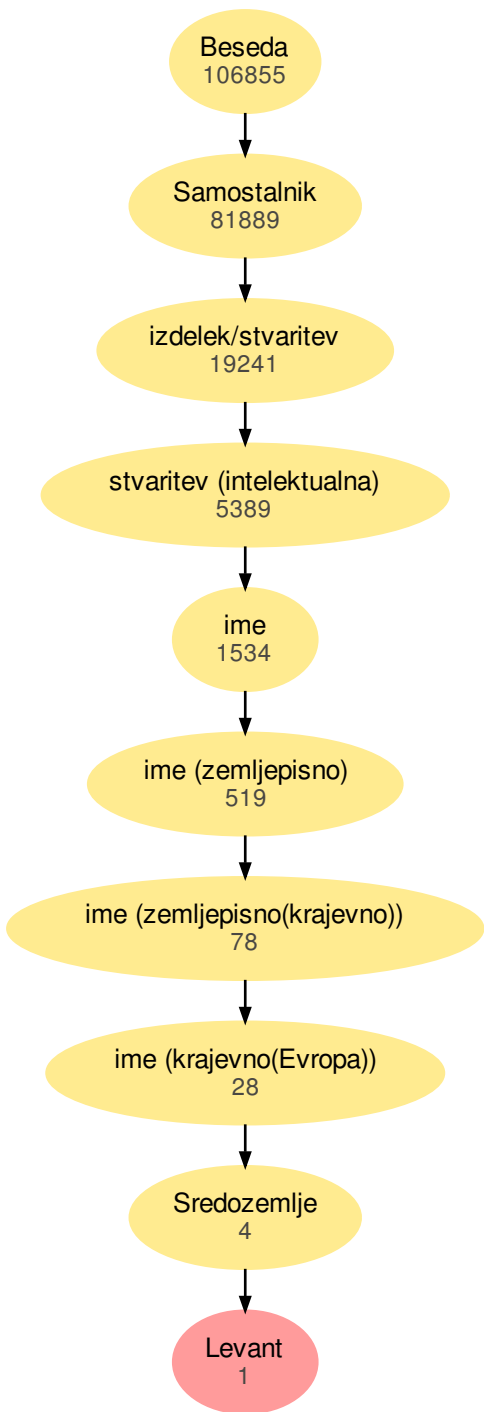 Beseda
106855
Samostalnik
81889
izdelek/stvaritev
19241
stvaritev (intelektualna)
5389
ime
1534
ime (zemljepisno)
519
ime (zemljepisno(krajevno))
78
ime (krajevno(Evropa))
28
Sredozemlje
4
Levant
1